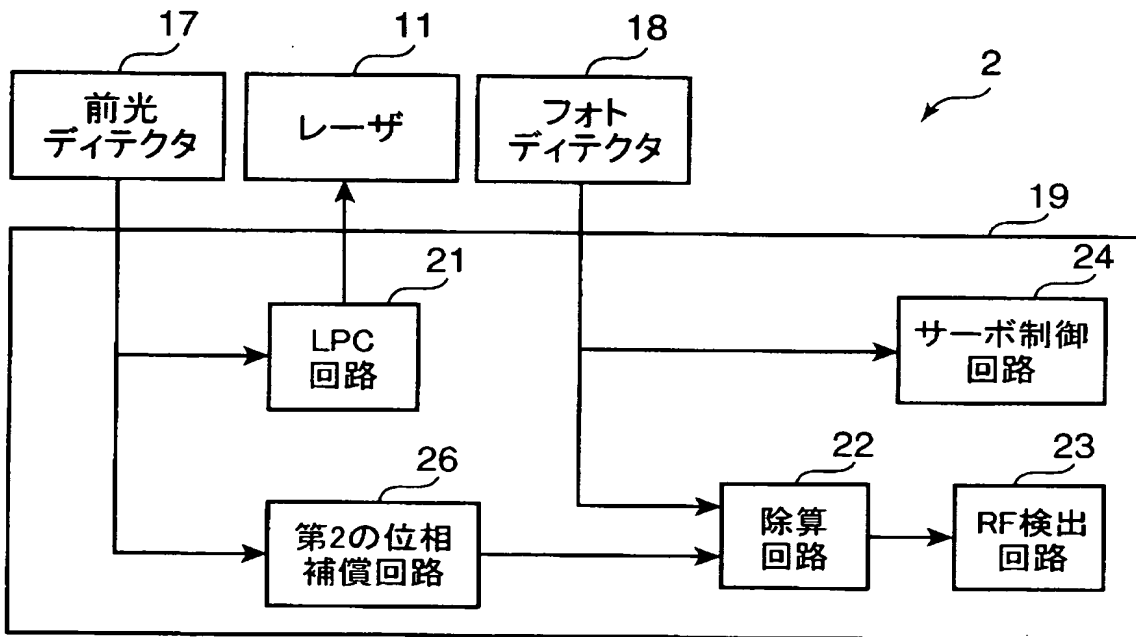 17
11
18
2
前光
ディテクタ
レーザ
フォト
ディテクタ
19
21
24
LPC
回路
サーボ制御
回路
26
22
23
第2の位相
補償回路
除算
回路
RF検出
回路